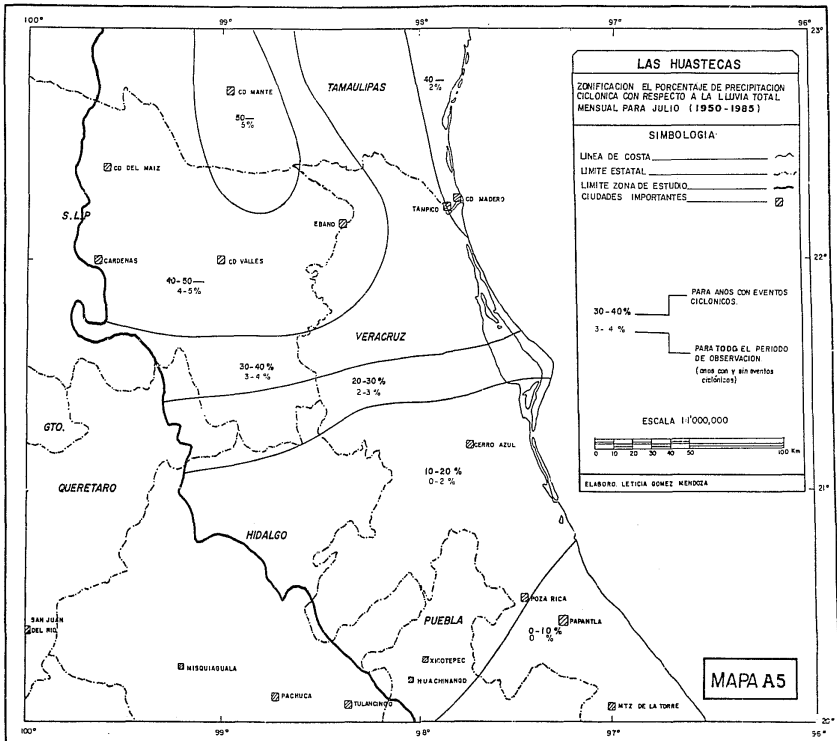 100°
99°
98°
96°
23°
LAS HUASTECAS
ZONIFICACION EL PORCENTAJE DE PRECIPITACION
CICLONICA CON RESPECTO A LA LLUVIA TOTAL
MENSUAL PARA JULIO (1950-1985)
SIMBOLOGIA:
LINEA DE COSTA
LIMITE ESTATAL
LIMITE ZONA DE ESTUDIO
CIUDADES IMPORTANTES
30-40%
3-4 %
PARA ANOS CON EVENTOS
CICLONICOS.
PARA TODO EL PERIODO
DE OBSERVACION
(anos con y sin eventos
ciclónicos)
ESCALA 1:1'000,000
0 10 20 30 40 50 100 Km
ELABORO. LETICIA GOMEZ MENDOZA
TAMAULIPAS
40—
2%
CD MANTE
50—
5%
CD DEL MAIZ
S.L.P
TAMPICO
CD MADERO
EBANO
22°
CARDENAS
CD VALLES
22°
40-50—
4-5%
VERACRUZ
30-40%
3-4 %
20-30%
2-3 %
GTO.
CERRO AZUL
10-20 %
0-2 %
QUERETARO
21°
HIDALGO
POZA RICA
PUEBLA
PAPANTLA
0-10 %
0 %
SAN JUAN
DEL RIO
MISQUIAGUALA
XICOTEPEC
HUACHINANGO
MAPA A5
PACHUCA
TULANCINGO
MTZ DE LA TORRE
20°
100°
99°
98°
97°